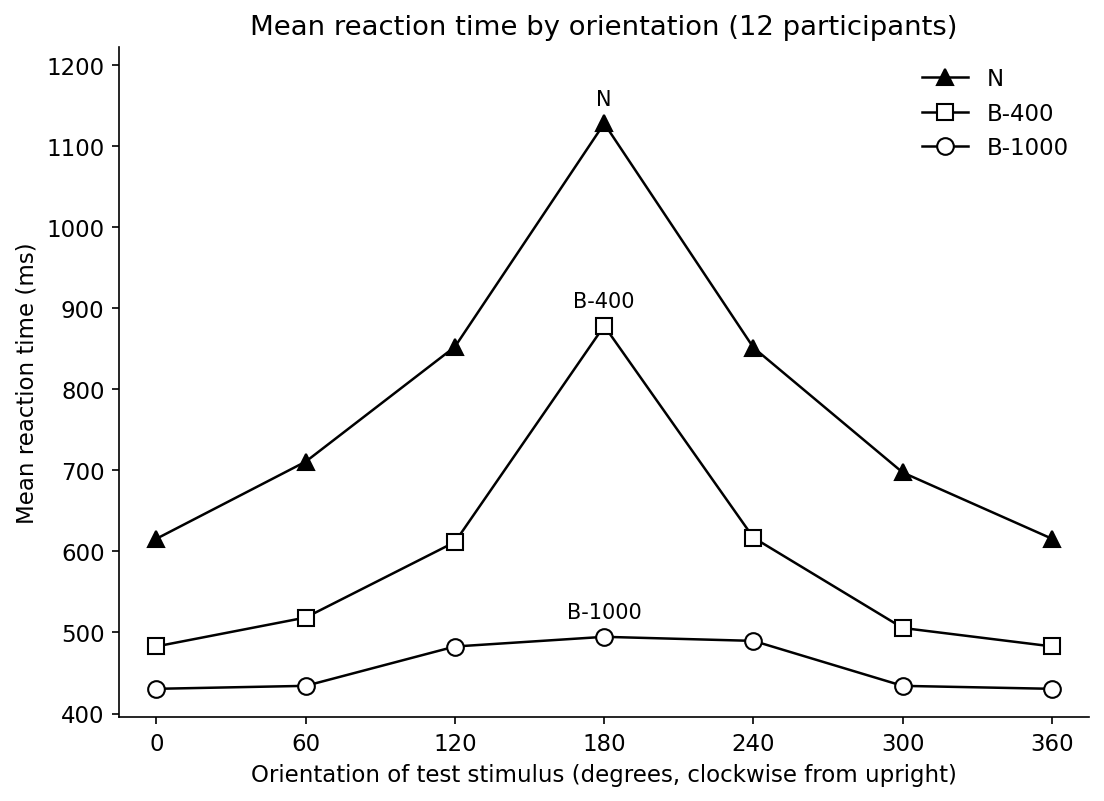 Mean reaction time by orientation (12 participants)
N
B-400
B-1000
1200
1100
1000
900
800
700
600
500
400
Mean reaction time (ms)
N
B-400
B-1000
0 60 120 180 240 300 360
Orientation of test stimulus (degrees, clockwise from upright)